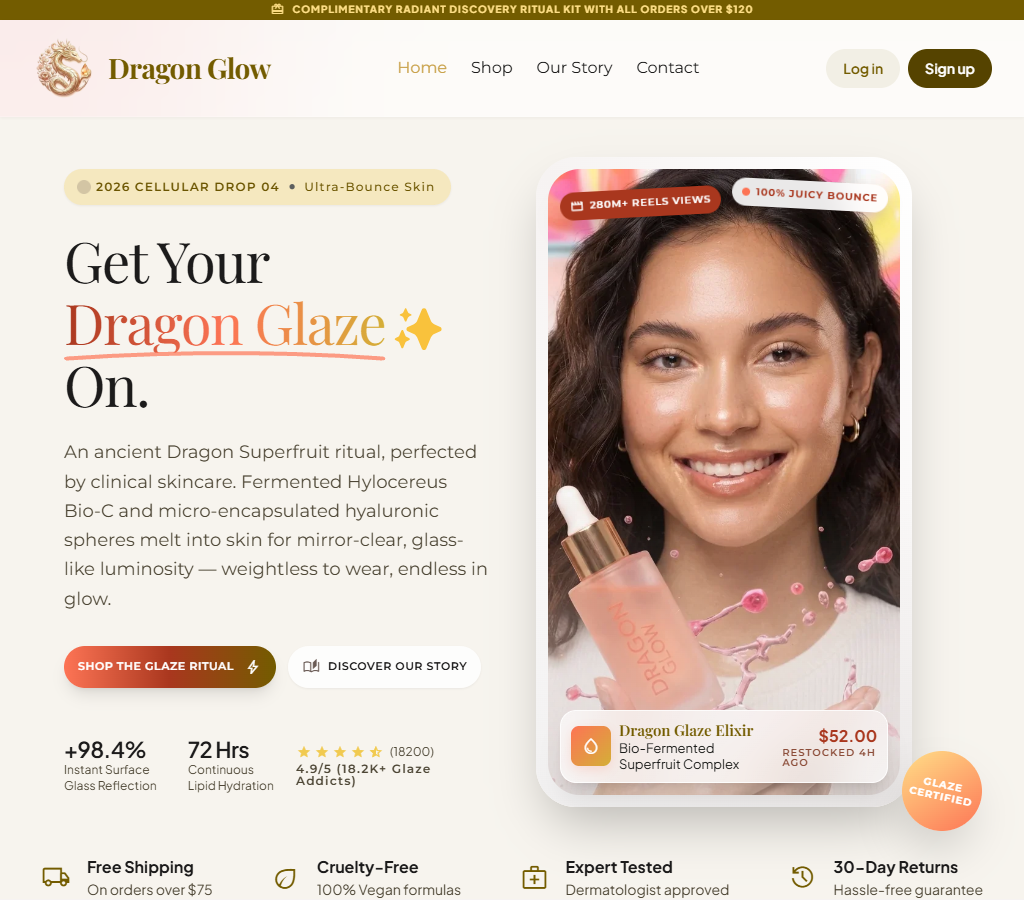 COMPLIMENTARY RADIANT DISCOVERY RITUAL KIT WITH ALL ORDERS OVER $120
Dragon Glow
Home
Shop
Our Story
Contact
Log in
Sign up
2026 CELLULAR DROP 04 • Ultra-Bounce Skin
Get Your
Dragon Glaze✨
On.
An ancient Dragon Superfruit ritual, perfected
by clinical skincare. Fermented Hylocereus
Bio-C and micro-encapsulated hyaluronic
spheres melt into skin for mirror-clear, glass-
like luminosity — weightless to wear, endless in
glow.
SHOP THE GLAZE RITUAL
DISCOVER OUR STORY
+98.4%
Instant Surface
Glass Reflection
72 Hrs
Continuous
Lipid Hydration
(18200)
4.9/5 (18.2K+ Glaze
Addicts)
280M+ REELS VIEWS
100% JUICY BOUNCE
DRAGON
GLOW
Dragon Glaze Elixir
Bio-Fermented
Superfruit Complex
$52.00
RESTOCKED 4H
AGO
GLAZE
CERTIFIED
Free Shipping
On orders over $75
Cruelty-Free
100% Vegan formulas
Expert Tested
Dermatologist approved
30-Day Returns
Hassle-free guarantee